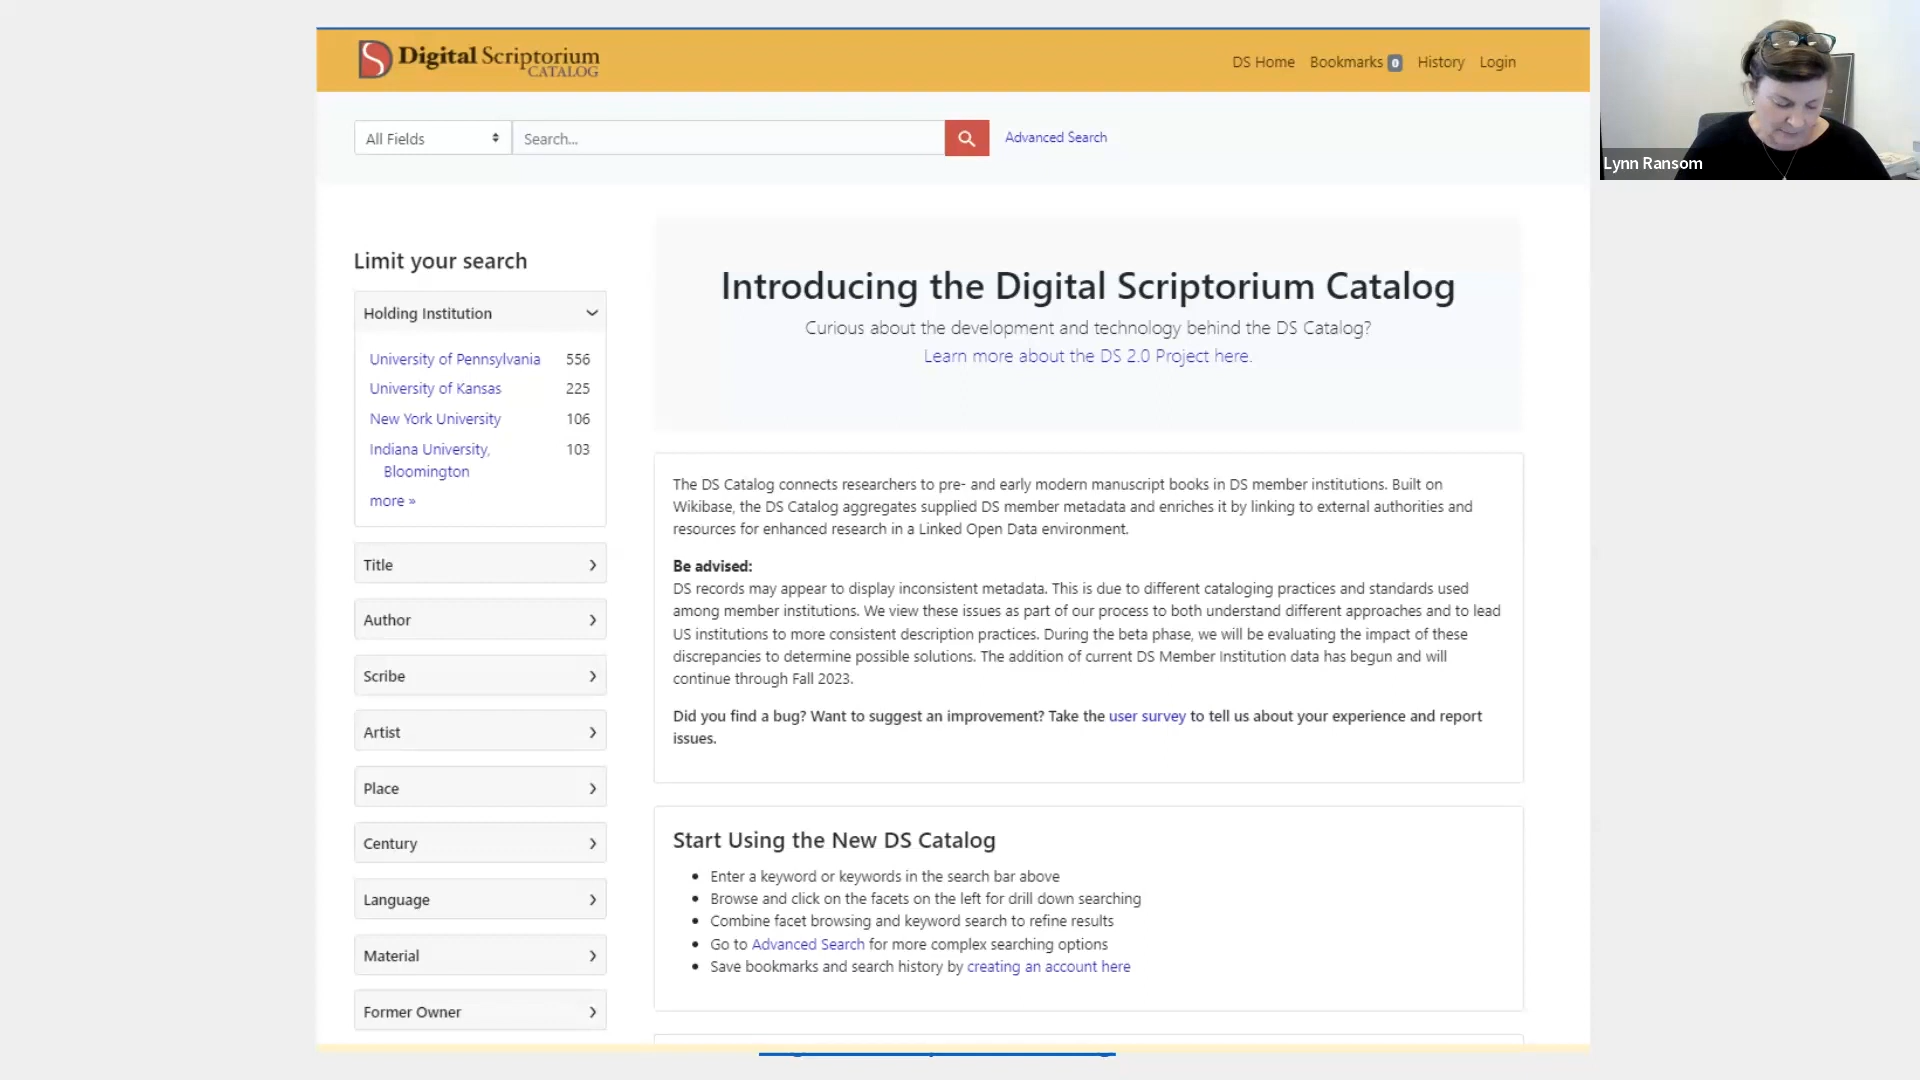 Digital Scriptorium
CATALOG
DS Home Bookmarks 0 History Login
All Fields Search... Advanced Search
Lynn Ransom
Limit your search
Holding Institution
University of Pennsylvania 556
University of Kansas 225
New York University 106
Indiana University, 103
Bloomington
more »
Title
Author
Scribe
Artist
Place
Century
Language
Material
Former Owner
Introducing the Digital Scriptorium Catalog
Curious about the development and technology behind the DS Catalog?
Learn more about the DS 2.0 Project here.
The DS Catalog connects researchers to pre- and early modern manuscript books in DS member institutions. Built on
Wikibase, the DS Catalog aggregates supplied DS member metadata and enriches it by linking to external authorities and
resources for enhanced research in a Linked Open Data environment.
Be advised:
DS records may appear to display inconsistent metadata. This is due to different cataloging practices and standards used
among member institutions. We view these issues as part of our process to both understand different approaches and to lead
US institutions to more consistent description practices. During the beta phase, we will be evaluating the impact of these
discrepancies to determine possible solutions. The addition of current DS Member Institution data has begun and will
continue through Fall 2023.
Did you find a bug? Want to suggest an improvement? Take the user survey to tell us about your experience and report
issues.
Start Using the New DS Catalog
• Enter a keyword or keywords in the search bar above
• Browse and click on the facets on the left for drill down searching
• Combine facet browsing and keyword search to refine results
• Go to Advanced Search for more complex searching options
• Save bookmarks and search history by creating an account here